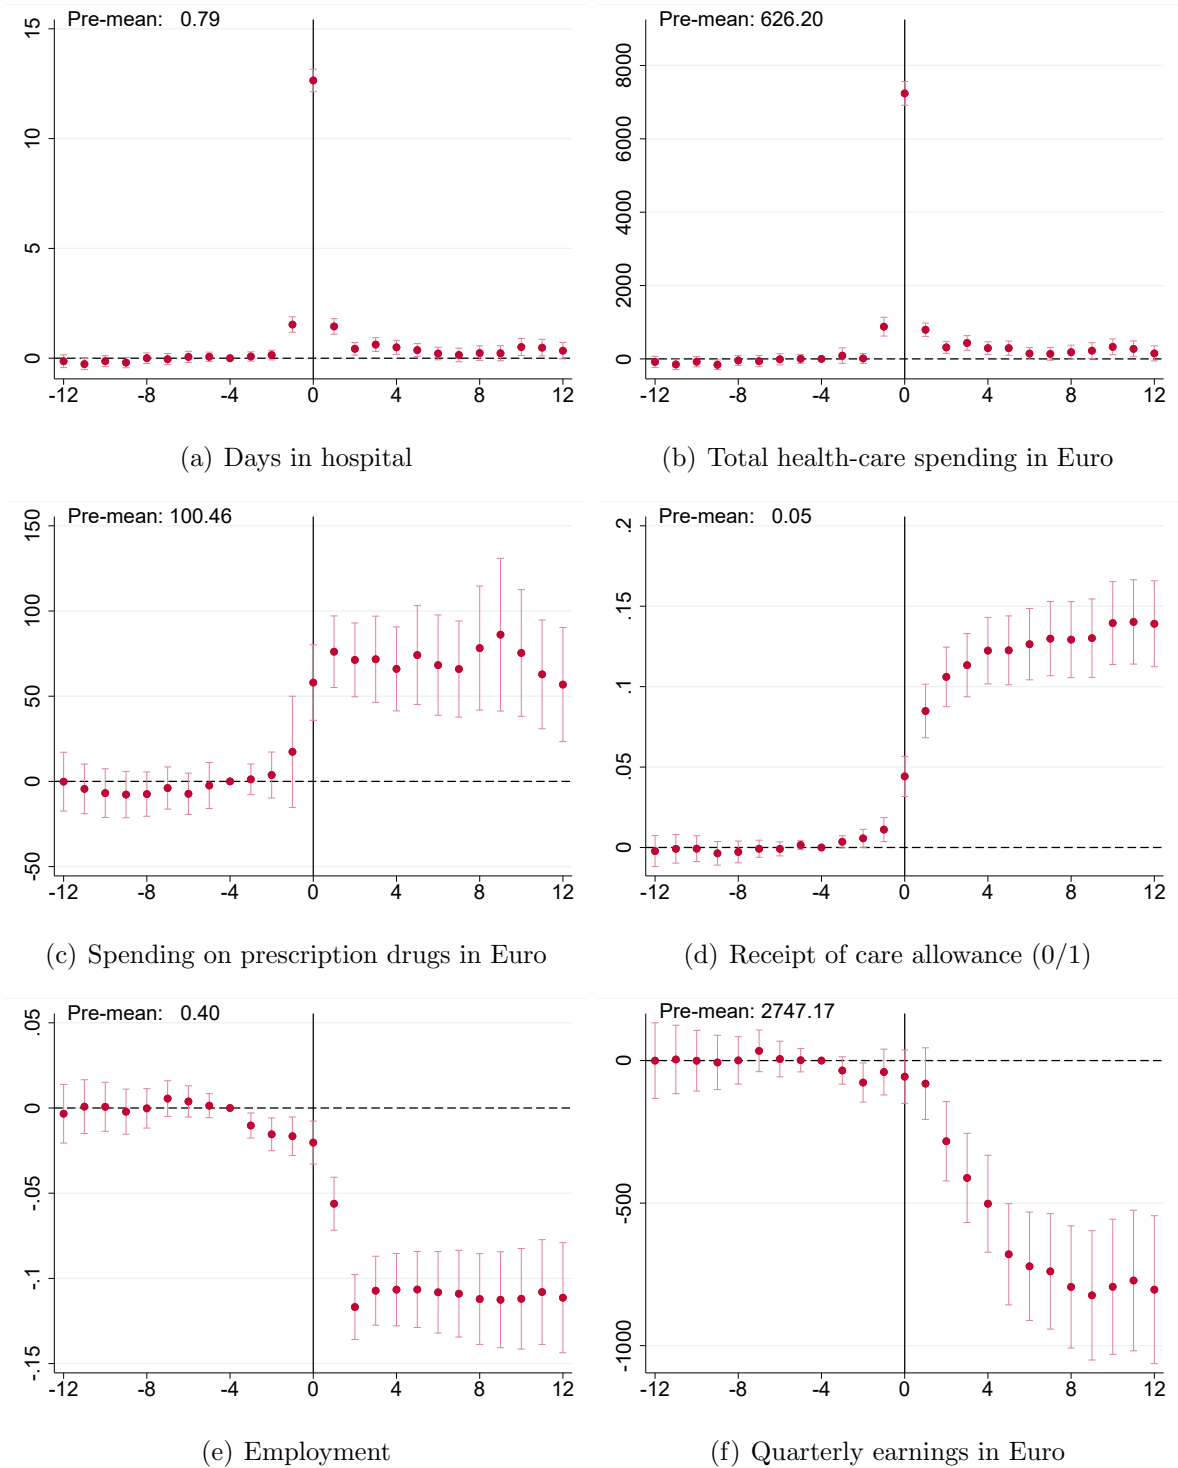 Pre-mean: 0.79
15
10
5
0
-12 -8 -4 0 4 8 12
(a) Days in hospital
Pre-mean: 626.20
8000
6000
4000
2000
0
-12 -8 -4 0 4 8 12
(b) Total health-care spending in Euro
Pre-mean: 100.46
150
100
50
0
-50
-12 -8 -4 0 4 8 12
(c) Spending on prescription drugs in Euro
Pre-mean: 0.05
.2
.15
.1
.05
0
-12 -8 -4 0 4 8 12
(d) Receipt of care allowance (0/1)
Pre-mean: 0.40
.05
0
-.05
-.1
-.15
-12 -8 -4 0 4 8 12
(e) Employment
Pre-mean: 2747.17
0
-500
-1000
-12 -8 -4 0 4 8 12
(f) Quarterly earnings in Euro